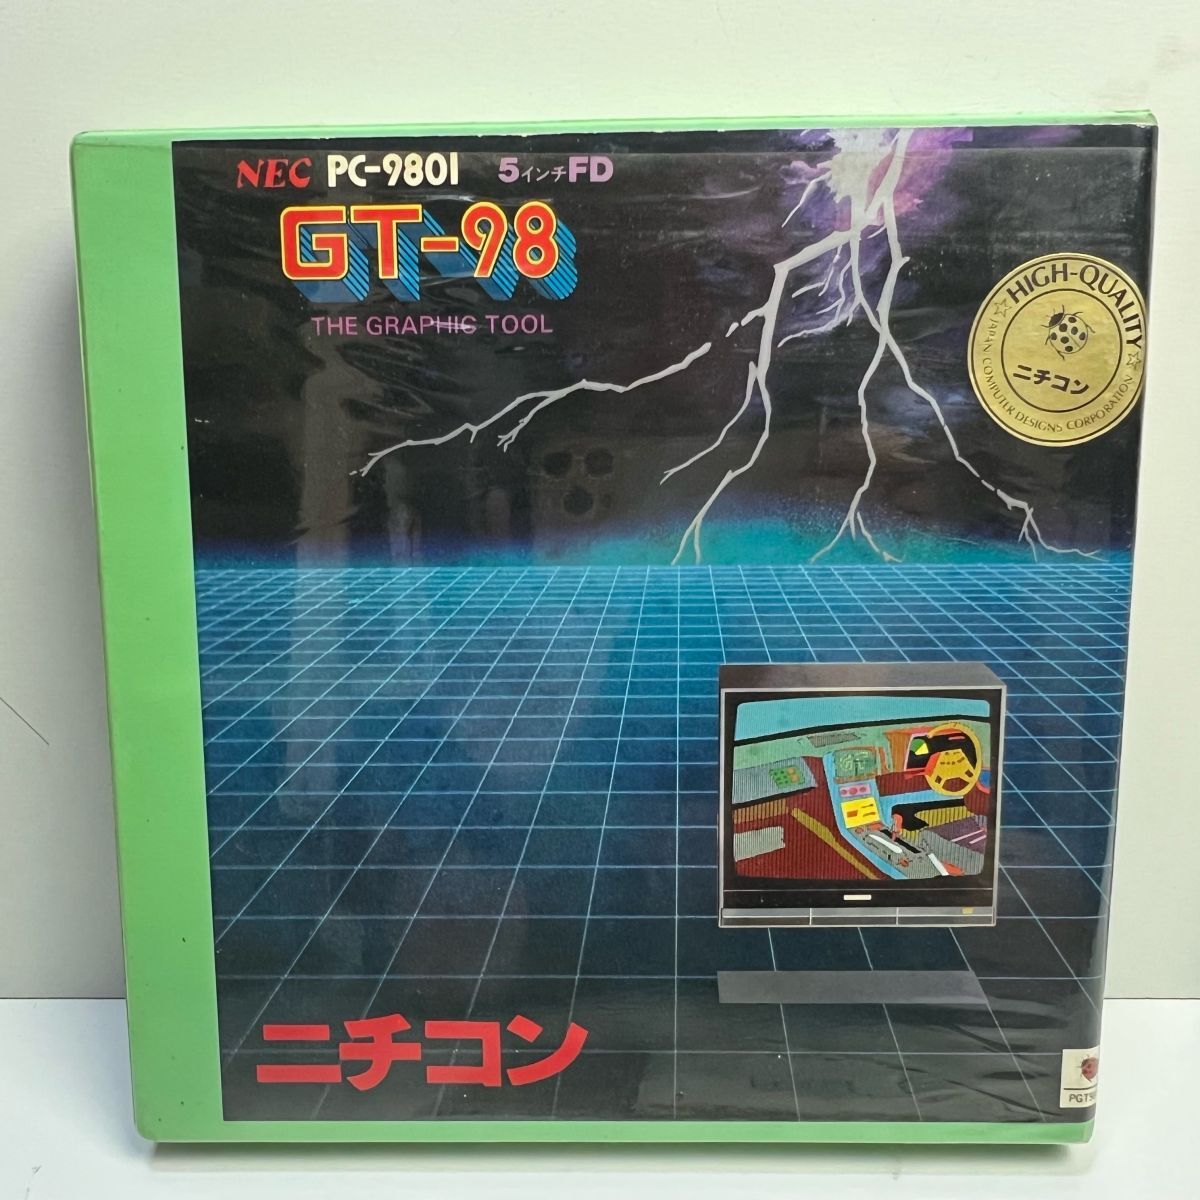 NEC PC-9801 5インチFD
GT-98
THE GRAPHIC TOOL
☆HIGH-QUALITY☆
ニチコン
JAPAN COMPUTER DESIGNS CORPORATION
ニチコン